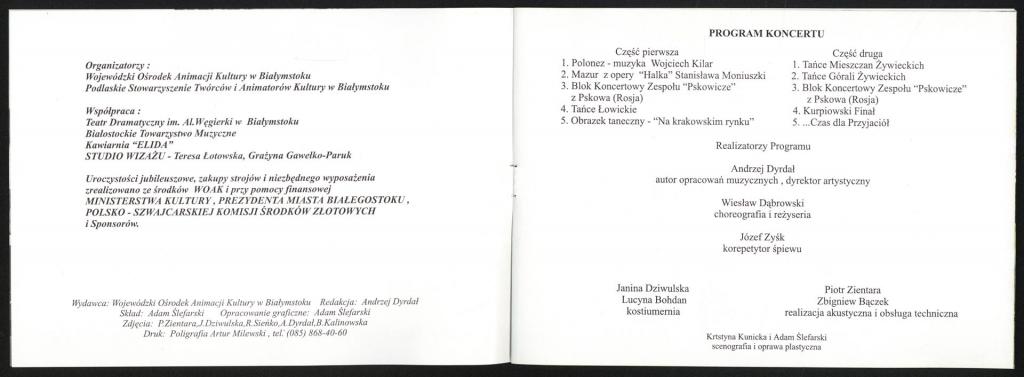 Organizatorzy :
Wojewódzki Ośrodek Animacji Kultury w Białymstoku
Podlaskie Stowarzyszenie Twórców i Animatorów Kultury w Białymstoku
Współpraca :
Teatr Dramatyczny im. Al.Węgierki w Białymstoku
Białostockie Towarzystwo Muzyczne
Kawiarnia "ELIDA"
STUDIO WIZAŻU - Teresa Łotowska, Grażyna Gawełko-Paruk
Uroczystości jubileuszowe, zakupy strojów i niezbędnego wyposażenia
zrealizowano ze środków WOAK i przy pomocy finansowej
MINISTERSTWA KULTURY , PREZYDENTA MIASTA BIAŁEGOSTOKU ,
POLSKO - SZWAJCARSKIEJ KOMISJI ŚRODKÓW ZŁOTOWYCH
i Sponsorów.
Wydawca: Wojewódzki Ośrodek Animacji Kultury w Białymstoku Redakcja: Andrzej Dyrdał
Skład: Adam Ślefarski Opracowanie graficzne: Adam Ślefarski
Zdjęcia: P.Zientara,J.Dziwulska,R.Sieńko,A.Dyrdał,B.Kalinowska
Druk: Poligrafia Artur Milewski , tel. (085) 868-40-60
PROGRAM KONCERTU
Część pierwsza
1. Polonez - muzyka Wojciech Kilar
2. Mazur z opery "Halka" Stanisława Moniuszki
3. Blok Koncertowy Zespołu "Pskowicze"
z Pskowa (Rosja)
4. Tańce Łowickie
5. Obrazek taneczny - "Na krakowskim rynku"
Część druga
1. Tańce Mieszczan Żywieckich
2. Tańce Górali Żywieckich
3. Blok Koncertowy Zespołu "Pskowicze"
z Pskowa (Rosja)
4. Kurpiowski Finał
5. ...Czas dla Przyjaciół
Realizatorzy Programu
Andrzej Dyrdał
autor opracowań muzycznych , dyrektor artystyczny
Wiesław Dąbrowski
choreografia i reżyseria
Józef Zyśk
korepetytor śpiewu
Janina Dziwulska
Lucyna Bohdan
kostiumernia
Piotr Zientara
Zbigniew Bączek
realizacja akustyczna i obsługa techniczna
Krtstyna Kunicka i Adam Ślefarski
scenografia i oprawa plastyczna